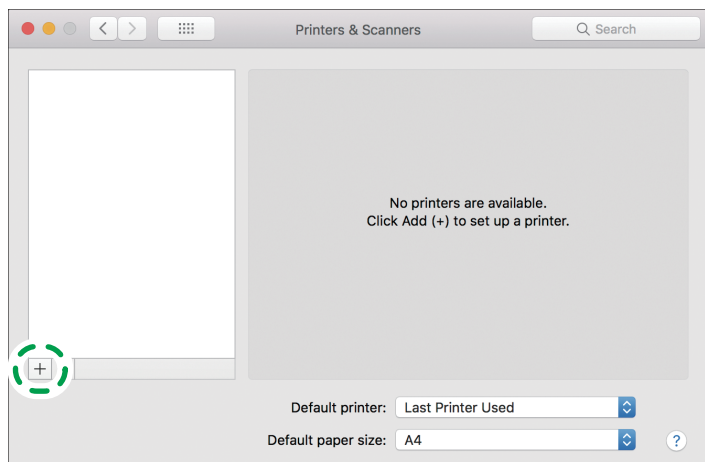 Printers & Scanners
Search
No printers are available.
Click Add (+) to set up a printer.
+
Default printer: Last Printer Used
Default paper size: A4
?